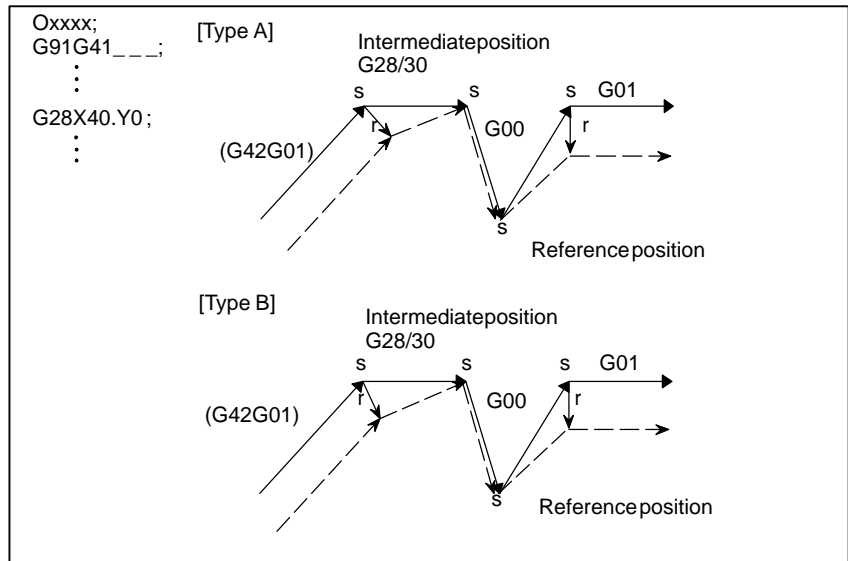 Oxxxx;
G91G41_ _ _;
G28X40.Y0;
[Type A]
Intermediateposition
G28/30
s
s
s
G01
r
G00
r
(G42G01)
s
Referenceposition
[Type B]
Intermediateposition
G28/30
s
s
s
G01
r
G00
r
(G42G01)
s
Referenceposition